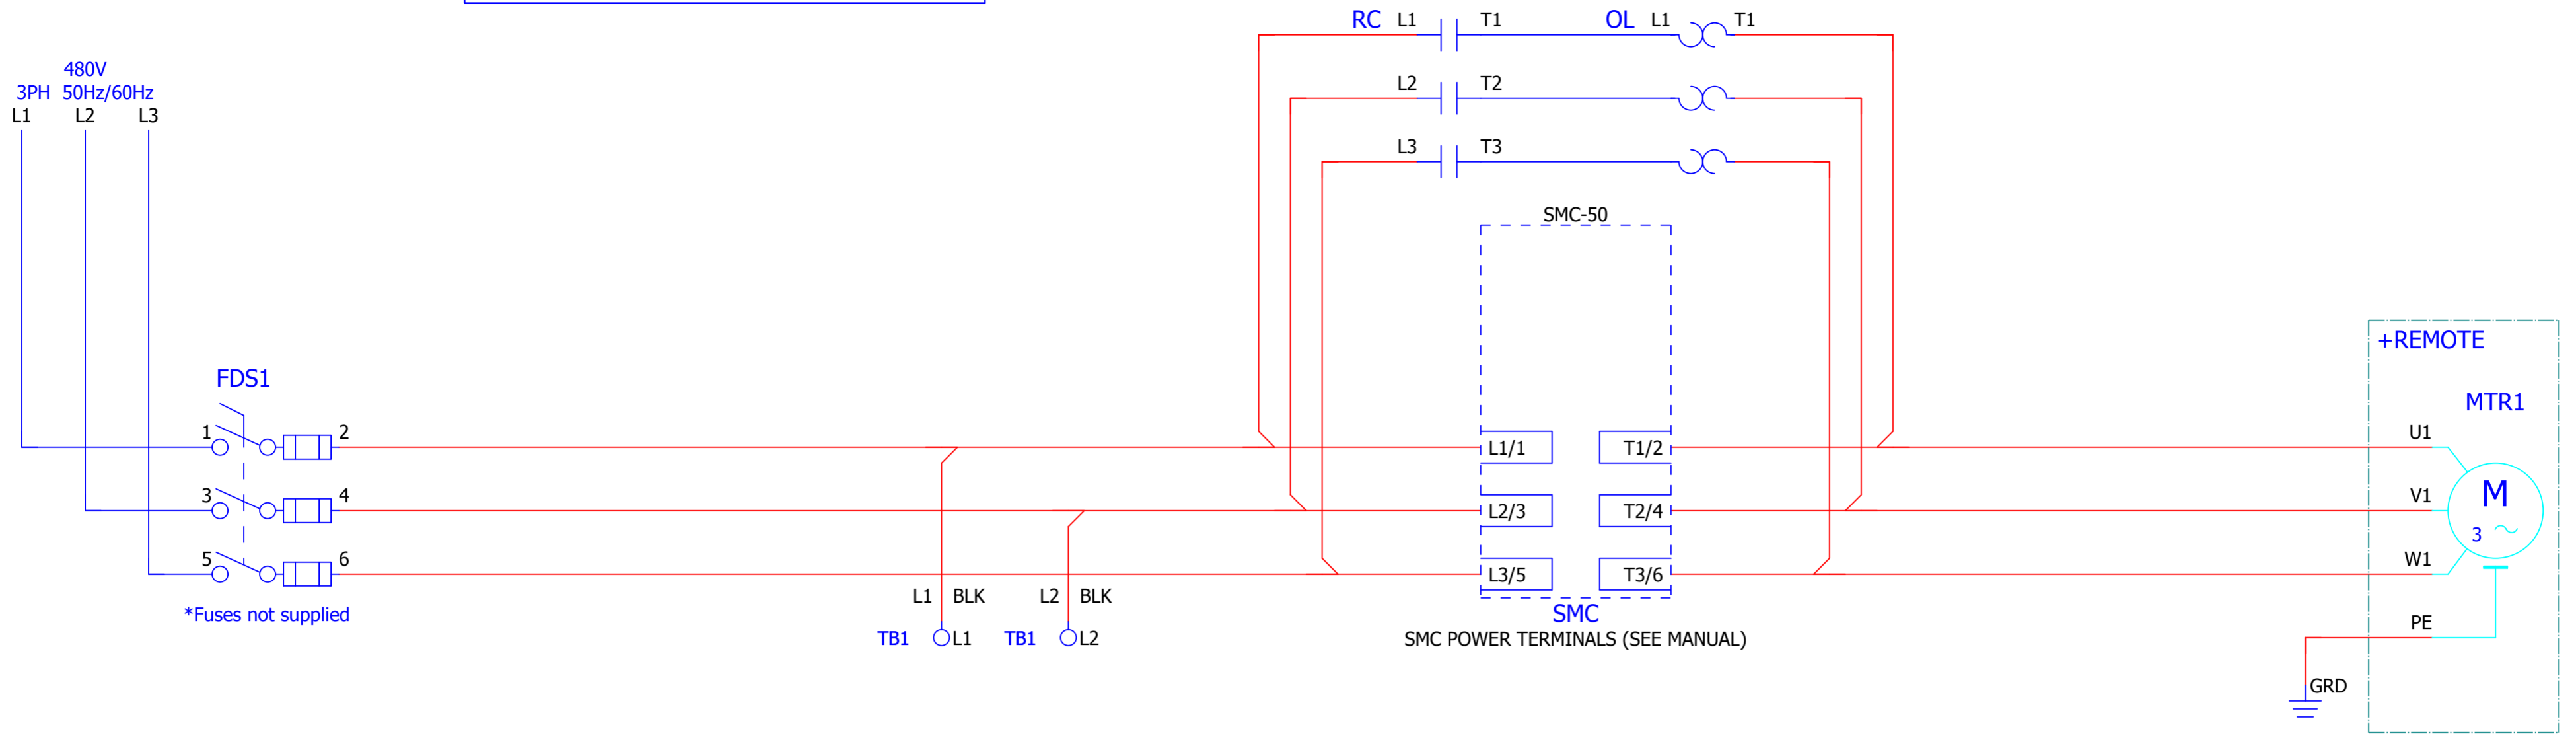 RC L1 T1 OL L1 T1
480V
3PH 50Hz/60Hz
L1 L2 L3
L2 T2
L3 T3
SMC-50
+REMOTE
FDS1
MTR1
1 2
L1/1 T1/2
U1
3 4
L2/3 T2/4
V1
M
3
5 6
L3/5 T3/6
W1
*Fuses not supplied
L1 BLK L2 BLK
SMC
PE
TB1 L1 TB1 L2
SMC POWER TERMINALS (SEE MANUAL)
GRD